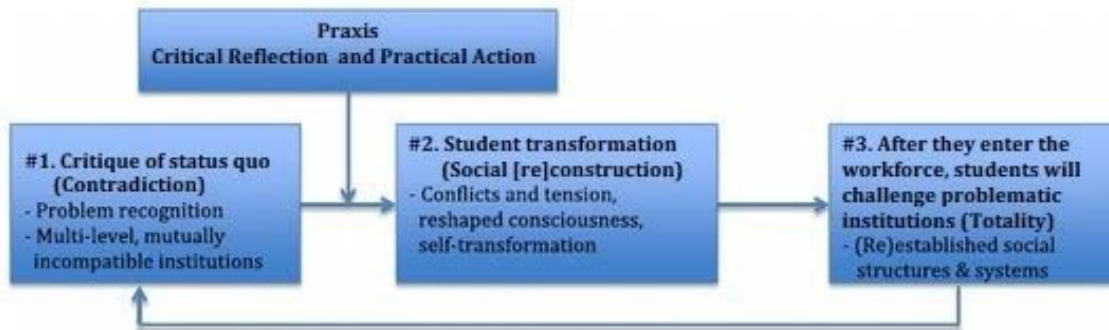 Praxis
Critical Reflection and Practical Action
#1. Critique of status quo
(Contradiction)
- Problem recognition
- Multi-level, mutually
incompatible institutions
#2. Student transformation
(Social [re]construction)
- Conflicts and tension,
reshaped consciousness,
self-transformation
#3. After they enter the
workforce, students will
challenge problematic
institutions (Totality)
- (Re)established social
structures & systems